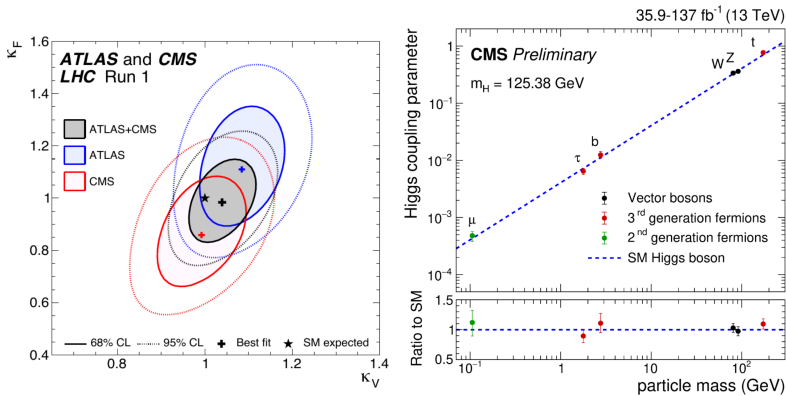 κ_F
1.6
1.4
1.2
1
0.8
0.6
0.4
ATLAS and CMS
LHC Run 1
ATLAS+CMS
ATLAS
CMS
68% CL
95% CL
Best fit
SM expected
0.8
1
1.2
1.4
κ_V
35.9-137 fb⁻¹ (13 TeV)
Higgs coupling parameter
1
10⁻¹
10⁻²
10⁻³
10⁻⁴
CMS Preliminary
m_H = 125.38 GeV
μ
τ
b
W
Z
t
Vector bosons
3rd generation fermions
2nd generation fermions
SM Higgs boson
Ratio to SM
1.5
1
0.5
10⁻¹
1
10
10²
particle mass (GeV)